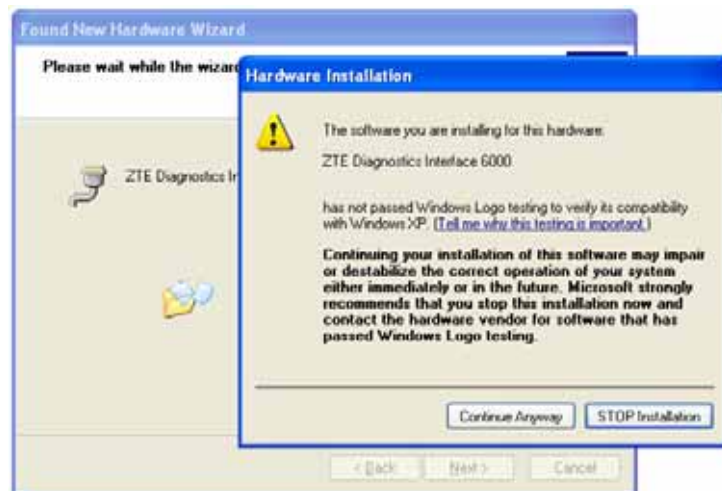 Found New Hardware Wizard
Please wait while the wizard
Hardware Installation
The software you are installing for this hardware:
ZTE Diagnostics Interface 6000
ZTE Diagnostics In
has not passed Windows Logo testing to verify its compatibility
with Windows XP. (Tell me why this testing is important.)
Continuing your installation of this software may impair
or destabilize the correct operation of your system
either immediately or in the future. Microsoft strongly
recommends that you stop this installation now and
contact the hardware vendor for software that has
passed Windows Logo testing.
Continue Anyway STOP Installation
< Back Next > Cancel